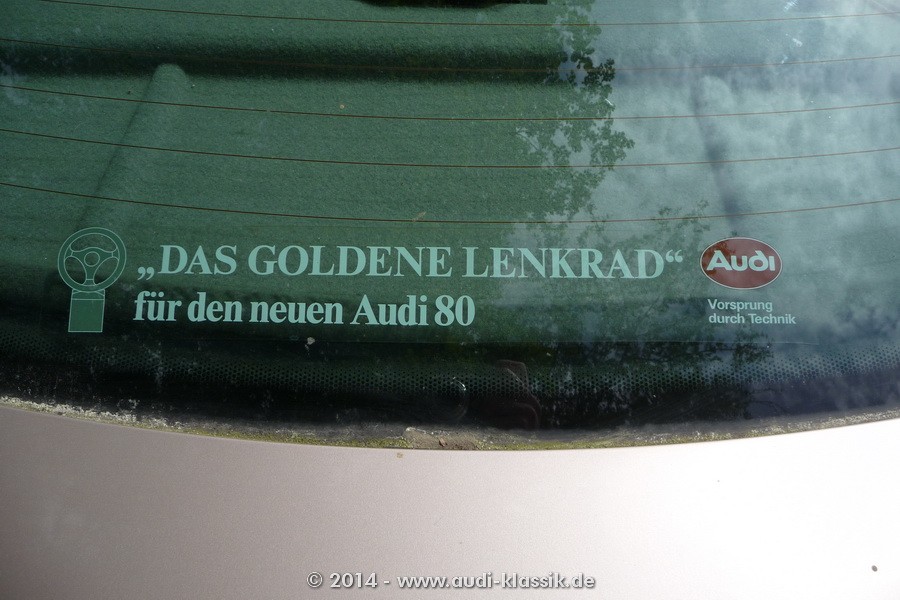 „DAS GOLDENE LENKRAD“
für den neuen Audi 80
Audi
Vorsprung
durch Technik
© 2014 - www.audi-klassik.de